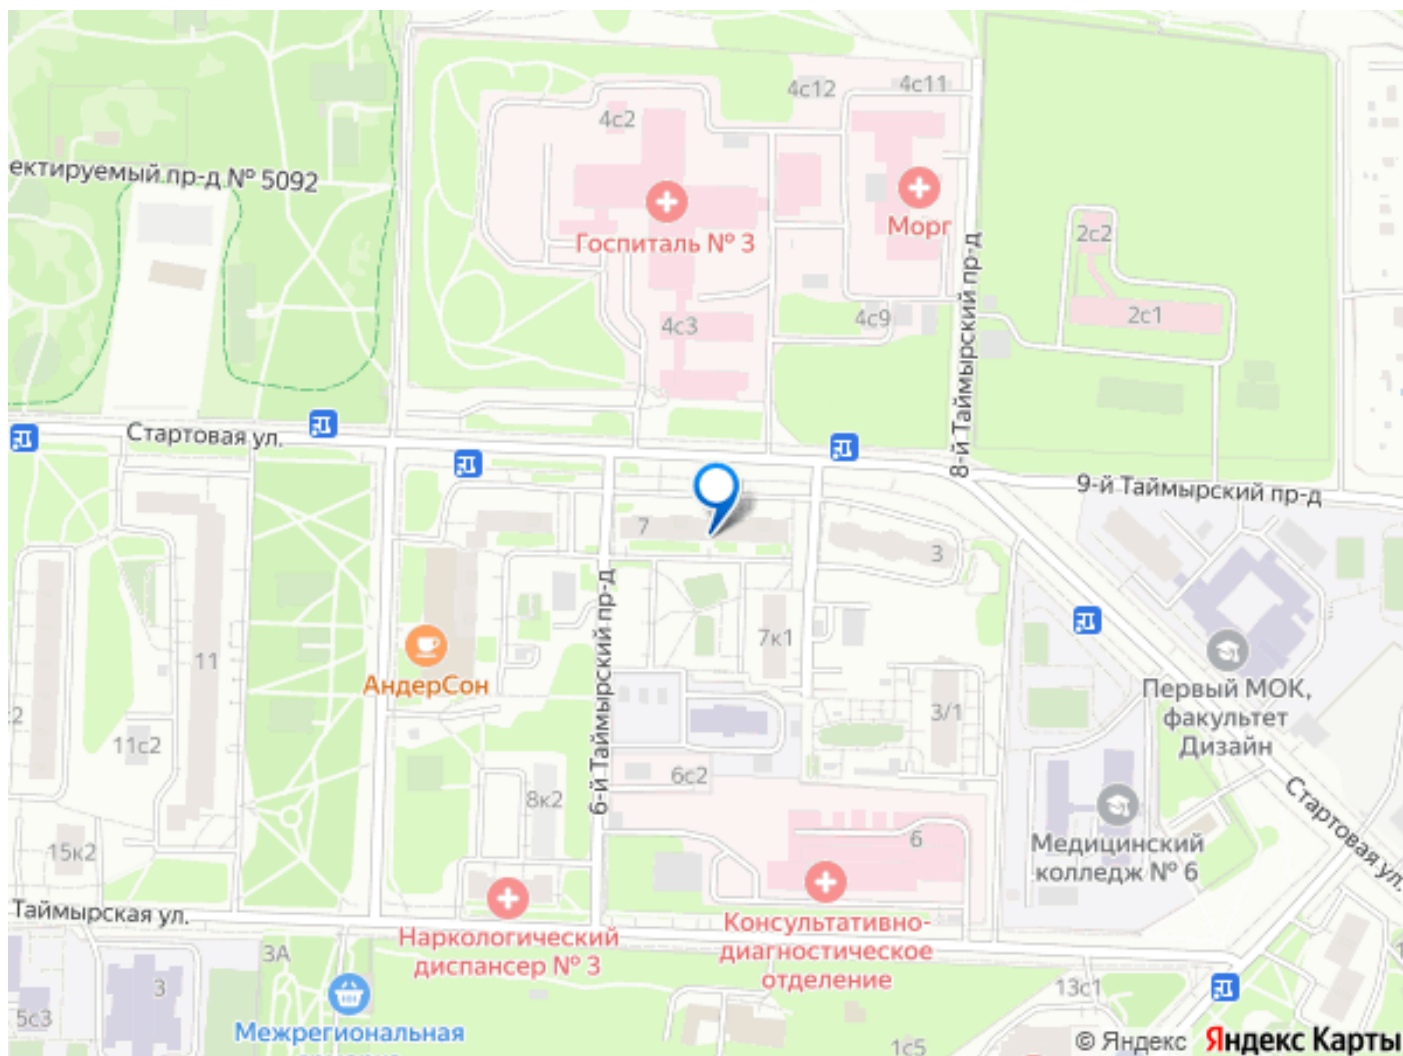 4с12
4с11
4с2
ектируемый пр-д № 5092
Госпиталь № 3
Морг
2с2
8-й Таймырский пр-д
4с3
4с9
2с1
Стартовая ул.
9-й Таймырский пр-д
7
3
6-й Таймырский пр-д
7к1
11
АндерСон
Первый МОК,
факультет
Дизайн
2
11с2
3/1
6с2
8к2
Стартовая ул.
15к2
6
Медицинский
колледж № 6
Таймырская ул.
Наркологический
диспансер № 3
Консультативно-
диагностическое
отделение
3А
3
13с1
5с3
Межрегиональная
1с5
© Яндекс Яндекс Карты